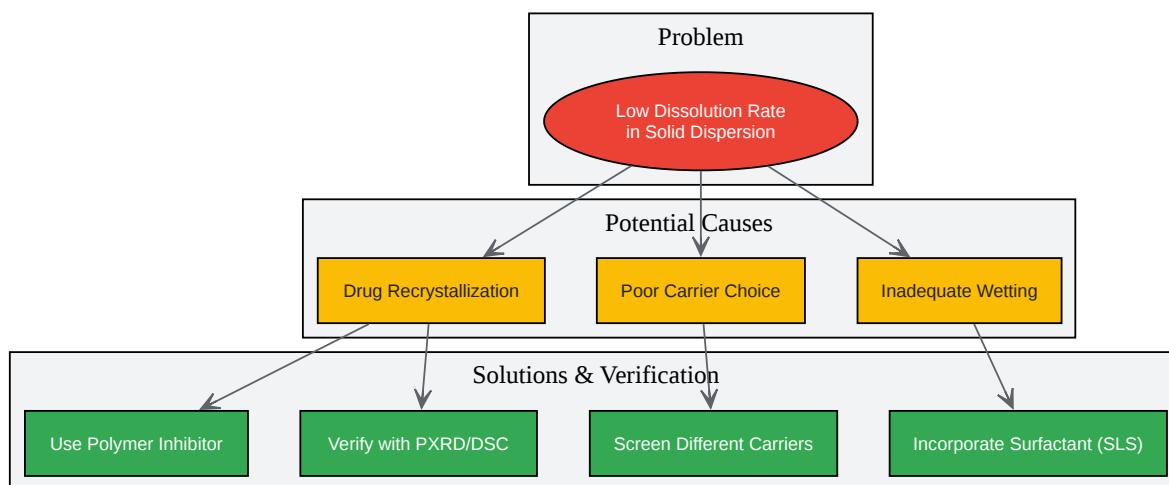 Problem
Low Dissolution Rate
in Solid Dispersion
Potential Causes
Drug Recrystallization
Poor Carrier Choice
Inadequate Wetting
Solutions & Verification
Use Polymer Inhibitor
Verify with PXRD/DSC
Screen Different Carriers
Incorporate Surfactant (SLS)